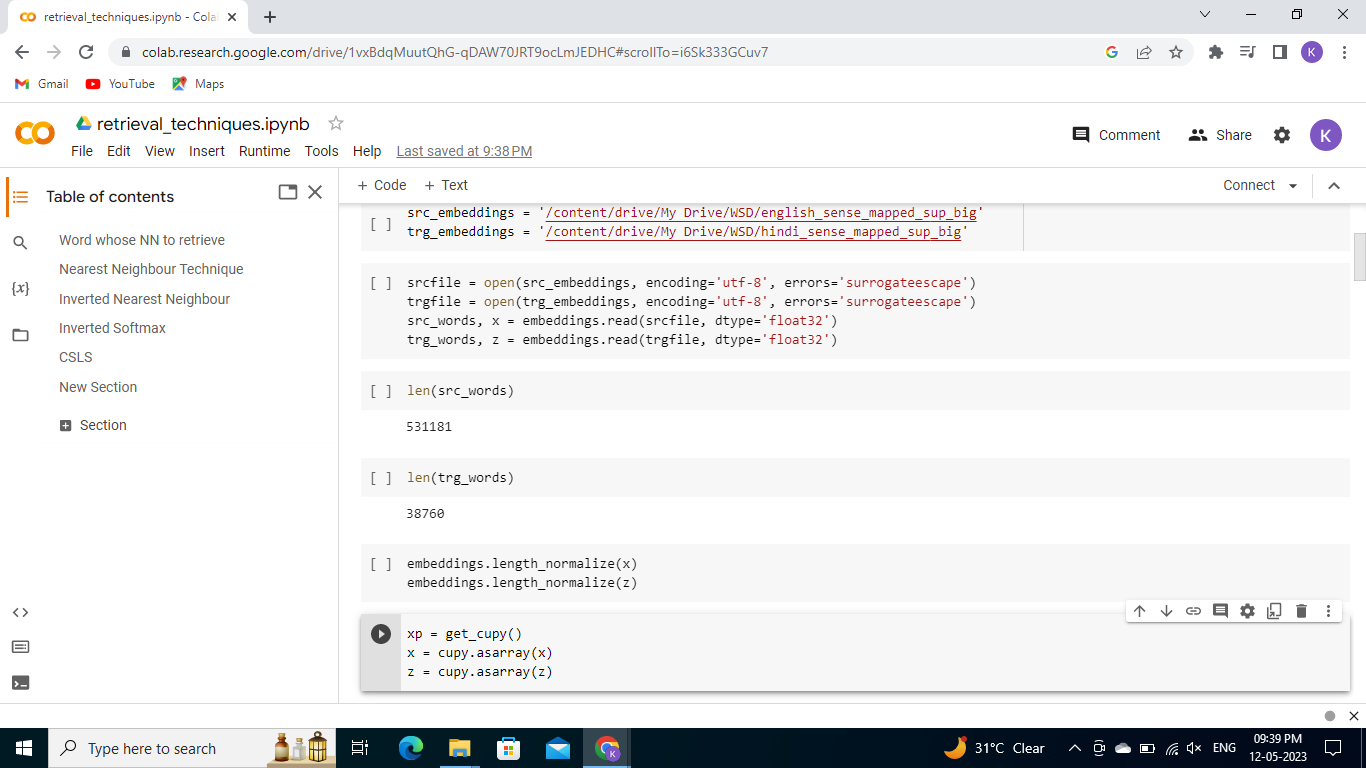 retrieval_techniques.ipynb - Cola
colab.research.google.com/drive/1vxBdqMuutQhG-qDAW70JRT9ocLmJEDHC#scrollTo=i6Sk333GCuv7
K
Gmail
YouTube
Maps
retrieval_techniques.ipynb
File Edit View Insert Runtime Tools Help Last saved at 9:38 PM
Comment
Share
K
Table of contents
+ Code + Text
Connect
Word whose NN to retrieve
Nearest Neighbour Technique
Inverted Nearest Neighbour
Inverted Softmax
CSLS
New Section
Section
{x}
<>
[ ] src_embeddings = '/content/drive/My Drive/WSD/english_sense_mapped_sup_big'
trg_embeddings = '/content/drive/My Drive/WSD/hindi_sense_mapped_sup_big'
[ ] srcfile = open(src_embeddings, encoding='utf-8', errors='surrogateescape')
trgfile = open(trg_embeddings, encoding='utf-8', errors='surrogateescape')
src_words, x = embeddings.read(srcfile, dtype='float32')
trg_words, z = embeddings.read(trgfile, dtype='float32')
[ ] len(src_words)
531181
[ ] len(trg_words)
38760
[ ] embeddings.length_normalize(x)
embeddings.length_normalize(z)
xp = get_cupy()
x = cupy.asarray(x)
z = cupy.asarray(z)
Type here to search
K
31°C Clear
ENG
09:39 PM
12-05-2023